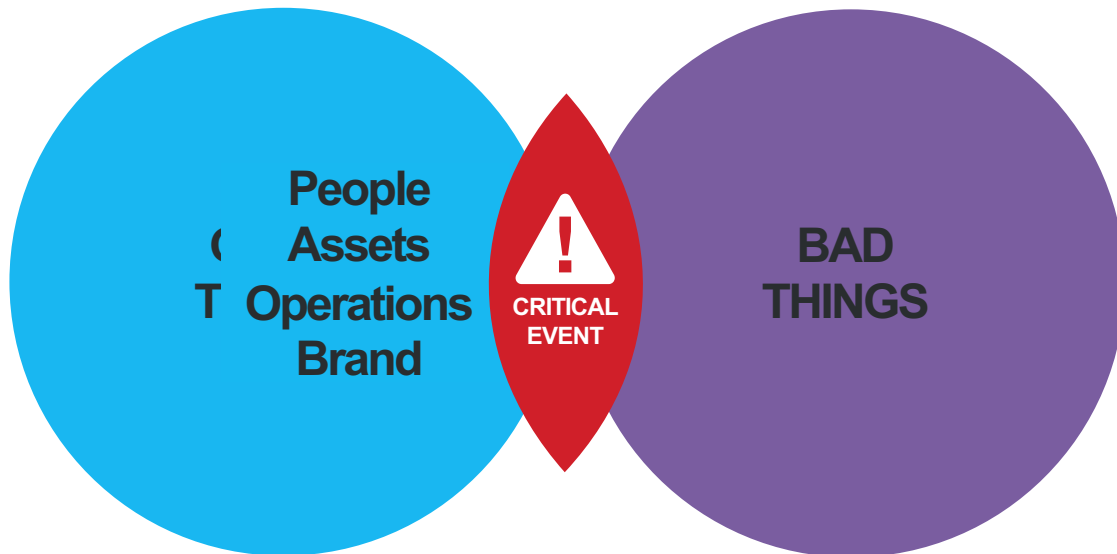 People
Assets
Operations
Brand
!
CRITICAL
EVENT
BAD
THINGS